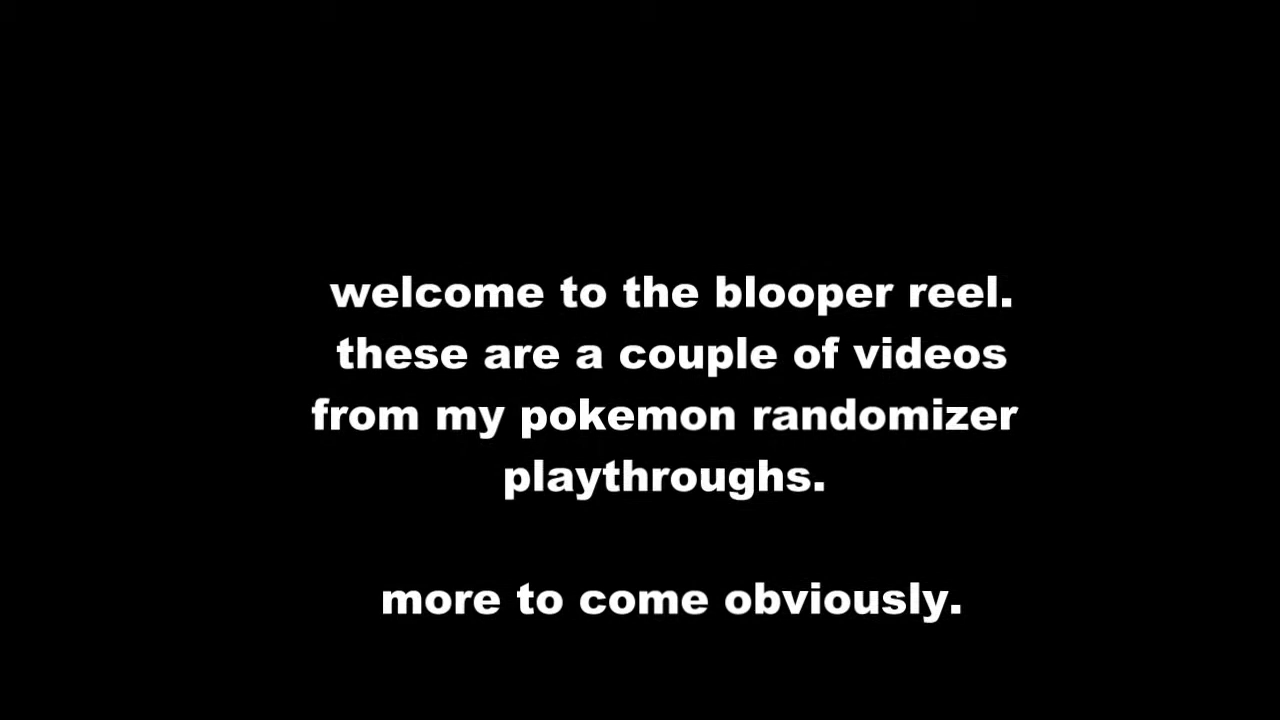 welcome to the blooper reel.
these are a couple of videos
from my pokemon randomizer
playthroughs.
more to come obviously.